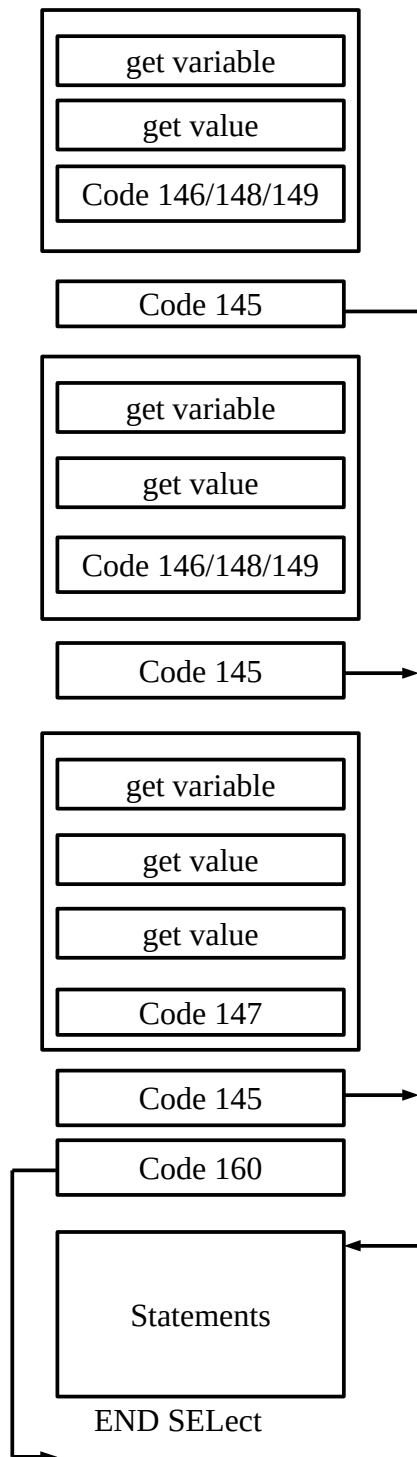 get variable
get value
Code 146/148/149
Code 145
get variable
get value
Code 146/148/149
Code 145
get variable
get value
get value
Code 147
Code 145
Code 160
Statements
END SELect